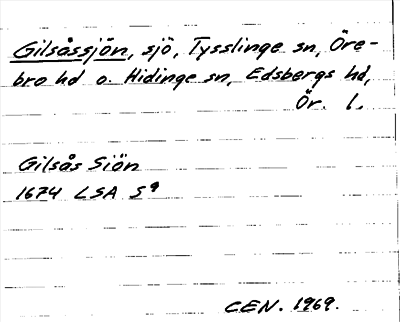 Gilsåssjön, sjö, Tysslinge sn, Öre-
bro hd o. Hidinge sn, Edsbergs hd,
Ör. l.
Gilsås Siön
1674 LSA S⁹
CEN. 1969.